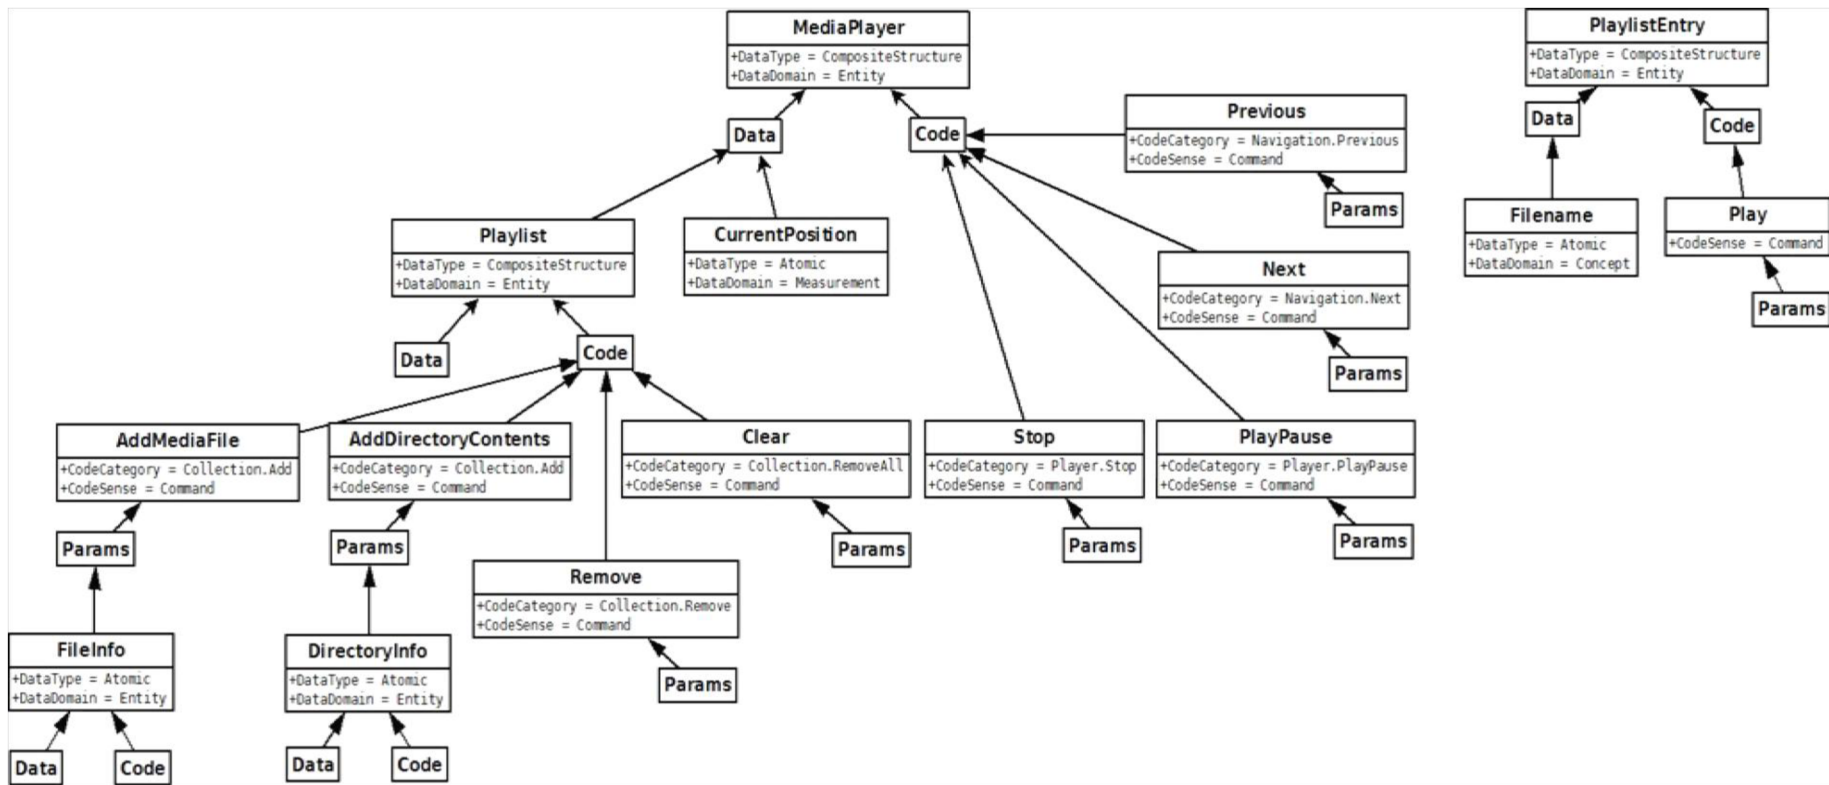 MediaPlayer
+DataType = CompositeStructure
+DataDomain = Entity
PlaylistEntry
+DataType = CompositeStructure
+DataDomain = Entity
Data
Code
Previous
+CodeCategory = Navigation.Previous
+CodeSense = Command
Params
Data
Code
Playlist
+DataType = CompositeStructure
+DataDomain = Entity
CurrentPosition
+DataType = Atomic
+DataDomain = Measurement
Next
+CodeCategory = Navigation.Next
+CodeSense = Command
Params
Filename
+DataType = Atomic
+DataDomain = Concept
Play
+CodeSense = Command
Params
Data
Code
AddMediaFile
+CodeCategory = Collection.Add
+CodeSense = Command
AddDirectoryContents
+CodeCategory = Collection.Add
+CodeSense = Command
Clear
+CodeCategory = Collection.RemoveAll
+CodeSense = Command
Stop
+CodeCategory = Player.Stop
+CodeSense = Command
PlayPause
+CodeCategory = Player.PlayPause
+CodeSense = Command
Params
Params
Params
Params
Params
Remove
+CodeCategory = Collection.Remove
+CodeSense = Command
Params
FileInfo
+DataType = Atomic
+DataDomain = Entity
DirectoryInfo
+DataType = Atomic
+DataDomain = Entity
Data
Code
Data
Code